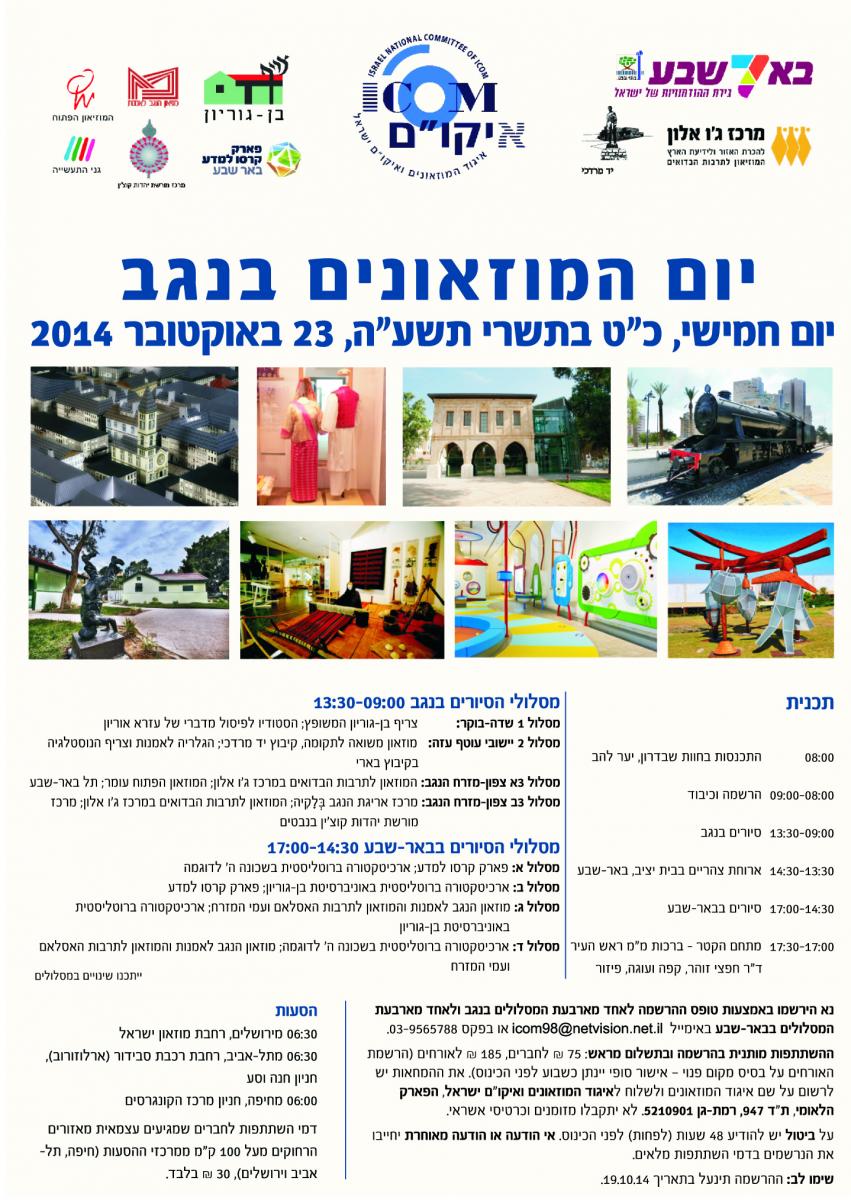 בא7ר שבע
בירת ההזדמנויות של ישראל
מרכז ג'ו אלון
להכרת האזור ולידיעת הארץ
המוזיאון לתרבות הבדואים
יד מרדכי
ISRAEL NATIONAL COMMITTEE OF ICOM
ICOM
איקו"ם
איגוד המוזאונים ואיקו"ם ישראל
בן-גוריון
פארק
קרסו למדע
באר שבע
מוזיאון הנגב לאמנות
מרכז מורשת יהדות קוצ'ין
המוזיאון הפתוח
גני התעשייה
יום המוזאונים בנגב
יום חמישי, כ"ט בתשרי תשע"ה, 23 באוקטובר 2014
תכנית
08:00 התכנסות בחוות שבדרון, יער להב
09:00-08:00 הרשמה וכיבוד
13:30-09:00 סיורים בנגב
14:30-13:30 ארוחת צהריים בבית יציב, באר-שבע
17:00-14:30 סיורים בבאר-שבע
17:30-17:00 מתחם הקטר - ברכות מ"מ ראש העיר
ד"ר חפצי זוהר, קפה ועוגה, פיזור
מסלולי הסיורים בנגב 13:30-09:00
מסלול 1 שדה-בוקר: צריף בן-גוריון המשופץ; הסטודיו לפיסול מדברי של עזרא אוריון
מסלול 2 יישובי עוטף עזה: מוזאון משואה לתקומה, קיבוץ יד מרדכי; הגלריה לאמנות וצריף הנוסטלגיה
בקיבוץ בארי
מסלול 3א צפון-מזרח הנגב: המוזאון לתרבות הבדואים במרכז ג'ו אלון; המוזאון הפתוח עומר; תל באר-שבע
מסלול 3ב צפון-מזרח הנגב: מרכז אריגת הנגב בְּלָקִיה; המוזאון לתרבות הבדואים במרכז ג'ו אלון; מרכז
מורשת יהדות קוצ'ין בנבטים
מסלולי הסיורים בבאר-שבע 17:00-14:30
מסלול א: פארק קרסו למדע; ארכיטקטורה ברוטליסטית בשכונה ה' לדוגמה
מסלול ב: ארכיטקטורה ברוטליסטית באוניברסיטת בן-גוריון; פארק קרסו למדע
מסלול ג: מוזאון הנגב לאמנות והמוזאון לתרבות האסלאם ועמי המזרח; ארכיטקטורה ברוטליסטית
באוניברסיטת בן-גוריון
מסלול ד: ארכיטקטורה ברוטליסטית בשכונה ה' לדוגמה; מוזאון הנגב לאמנות והמוזאון לתרבות האסלאם
ועמי המזרח
ייתכנו שינויים במסלולים
נא הירשמו באמצעות טופס ההרשמה לאחד מארבעת המסלולים בנגב ולאחד מארבעת
המסלולים בבאר-שבע באימייל icom98@netvision.net.il או בפקס 03-9565788.
ההשתתפות מותנית בהרשמה ובתשלום מראש: 75 ₪ לחברים, 185 ₪ לאורחים (הרשמת
האורחים על בסיס מקום פנוי – אישור סופי יינתן כשבוע לפני הכינוס). את ההמחאות יש
לרשום על שם איגוד המוזאונים ולשלוח לאיגוד המוזאונים ואיקו"ם ישראל, הפארק
הלאומי, ת"ד 947, רמת-גן 5210901. לא יתקבלו מזומנים וכרטיסי אשראי.
על ביטול יש להודיע 48 שעות (לפחות) לפני הכינוס. אי הודעה או הודעה מאוחרת יחייבו
את הנרשמים בדמי השתתפות מלאים.
שימו לב: ההרשמה תינעל בתאריך 19.10.14.
הסעות
06:30 מירושלים, רחבת מוזאון ישראל
06:30 מתל-אביב, רחבת רכבת סבידור (ארלוזורוב),
חניון חנה וסע
06:00 מחיפה, חניון מרכז הקונגרסים
דמי השתתפות לחברים שמגיעים עצמאית מאזורים
הרחוקים מעל 100 ק"מ ממרכזי ההסעות (חיפה, תל-
אביב וירושלים), 30 ₪ בלבד.